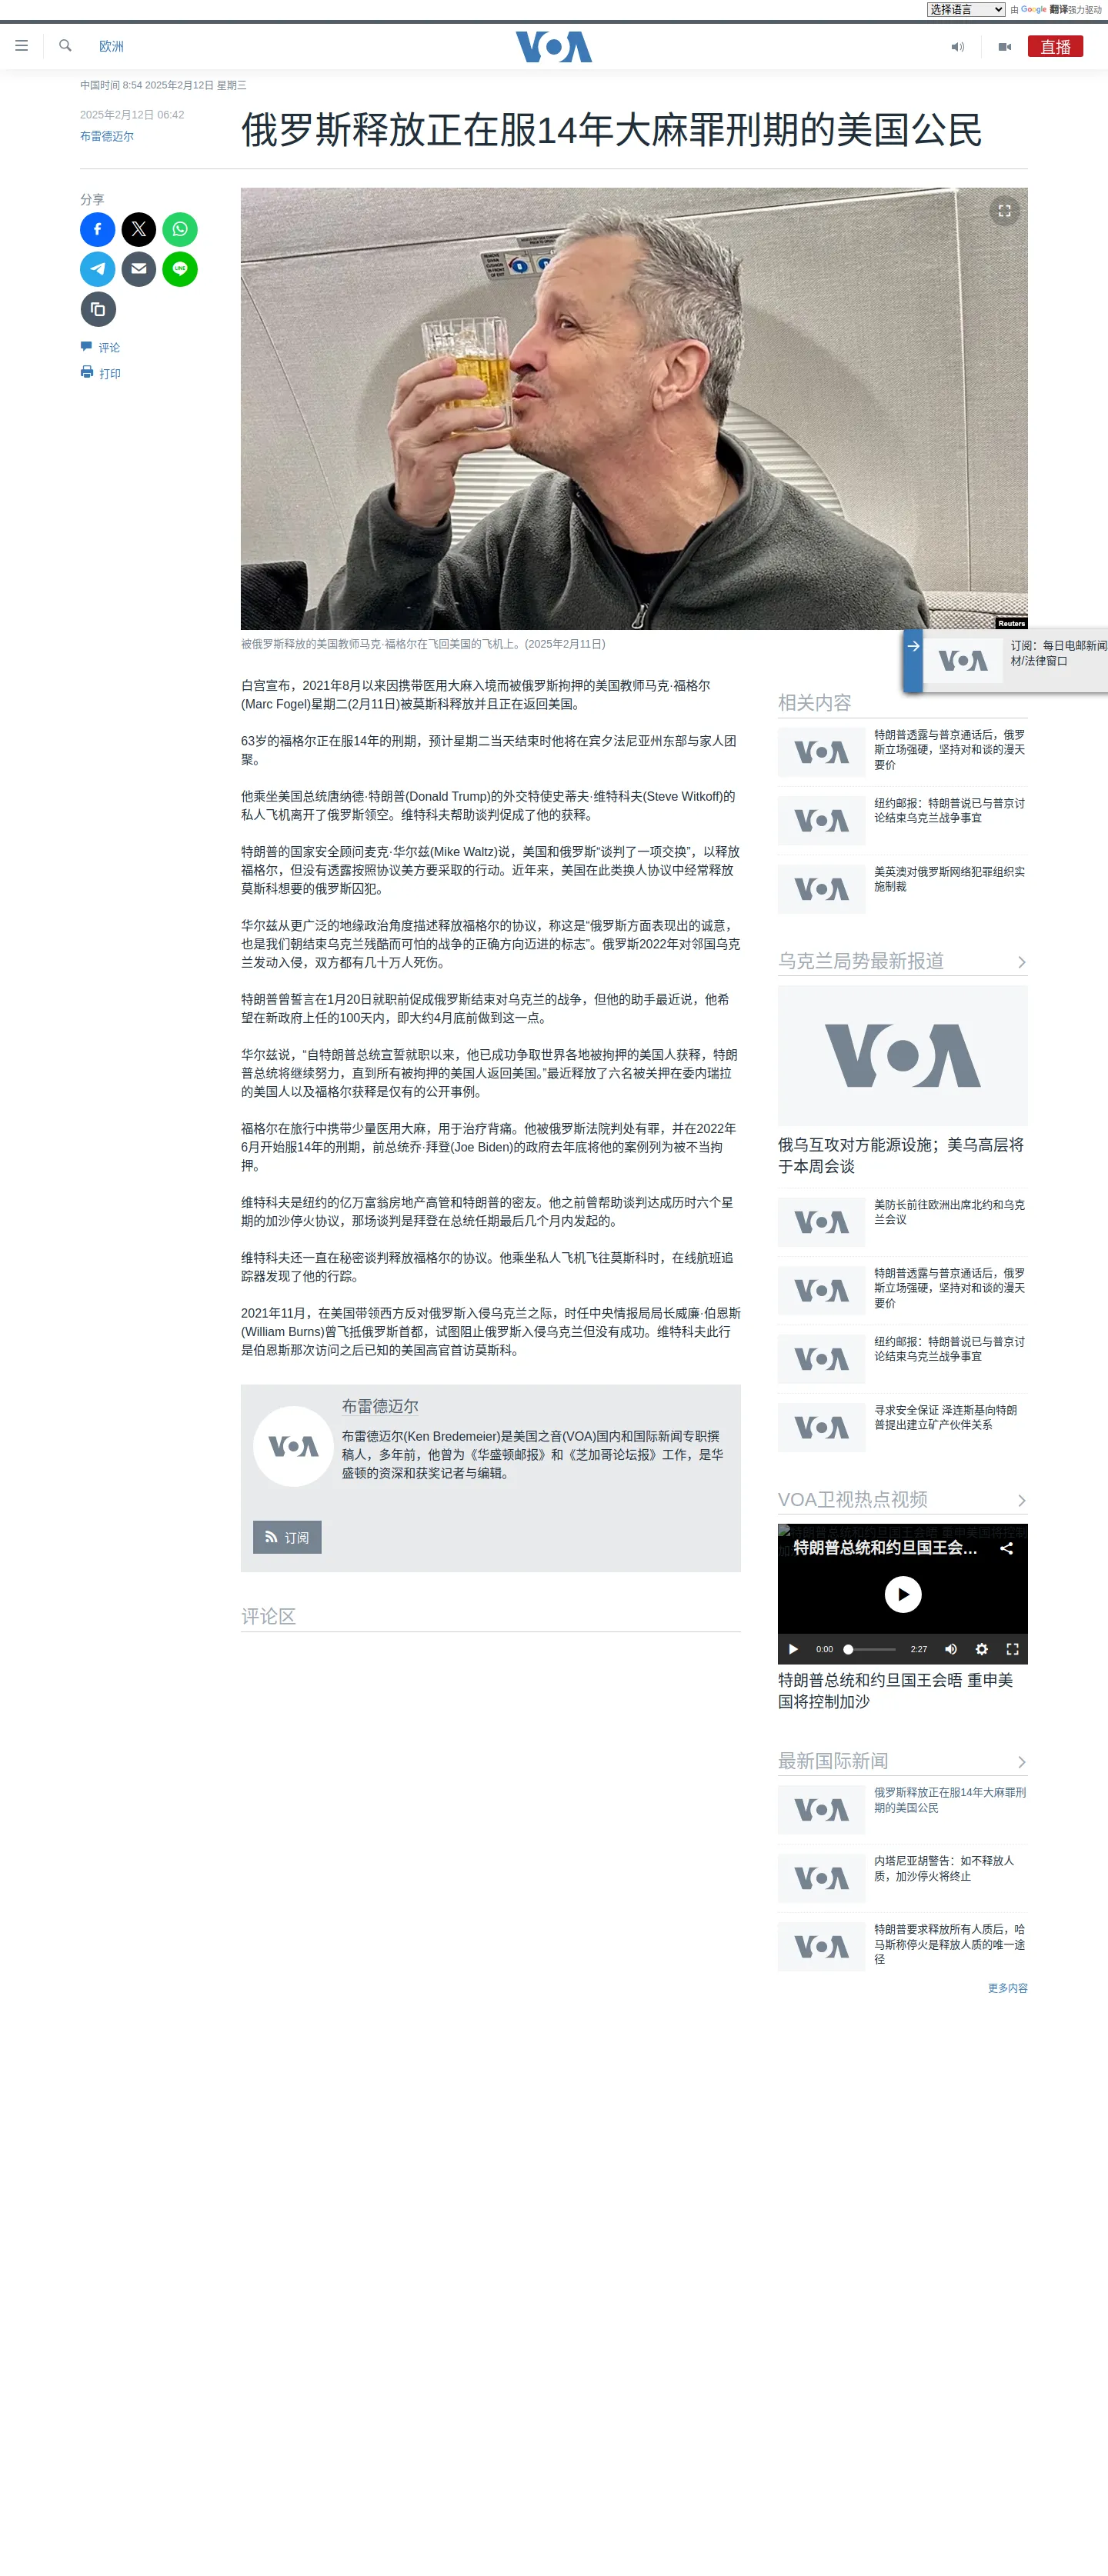 选择语言
由 Google 翻译强力驱动
欧洲
VOA
直播
中国时间 8:54 2025年2月12日 星期三
2025年2月12日 06:42
布雷德迈尔
俄罗斯释放正在服14年大麻罪刑期的美国公民
分享
评论
打印
Reuters
被俄罗斯释放的美国教师马克·福格尔在飞回美国的飞机上。(2025年2月11日)
订阅：每日电邮新闻
材/法律窗口
白宫宣布，2021年8月以来因携带医用大麻入境而被俄罗斯拘押的美国教师马克·福格尔
(Marc Fogel)星期二(2月11日)被莫斯科释放并且正在返回美国。
63岁的福格尔正在服14年的刑期，预计星期二当天结束时他将在宾夕法尼亚州东部与家人团
聚。
他乘坐美国总统唐纳德·特朗普(Donald Trump)的外交特使史蒂夫·维特科夫(Steve Witkoff)的
私人飞机离开了俄罗斯领空。维特科夫帮助谈判促成了他的获释。
特朗普的国家安全顾问麦克·华尔兹(Mike Waltz)说，美国和俄罗斯“谈判了一项交换”，以释放
福格尔，但没有透露按照协议美方要采取的行动。近年来，美国在此类换人协议中经常释放
莫斯科想要的俄罗斯囚犯。
华尔兹从更广泛的地缘政治角度描述释放福格尔的协议，称这是“俄罗斯方面表现出的诚意，
也是我们朝结束乌克兰残酷而可怕的战争的正确方向迈进的标志”。俄罗斯2022年对邻国乌克
兰发动入侵，双方都有几十万人死伤。
特朗普曾誓言在1月20日就职前促成俄罗斯结束对乌克兰的战争，但他的助手最近说，他希
望在新政府上任的100天内，即大约4月底前做到这一点。
华尔兹说，“自特朗普总统宣誓就职以来，他已成功争取世界各地被拘押的美国人获释，特朗
普总统将继续努力，直到所有被拘押的美国人返回美国。”最近释放了六名被关押在委内瑞拉
的美国人以及福格尔获释是仅有的公开事例。
福格尔在旅行中携带少量医用大麻，用于治疗背痛。他被俄罗斯法院判处有罪，并在2022年
6月开始服14年的刑期，前总统乔·拜登(Joe Biden)的政府去年底将他的案例列为被不当拘
押。
维特科夫是纽约的亿万富翁房地产高管和特朗普的密友。他之前曾帮助谈判达成历时六个星
期的加沙停火协议，那场谈判是拜登在总统任期最后几个月内发起的。
维特科夫还一直在秘密谈判释放福格尔的协议。他乘坐私人飞机飞往莫斯科时，在线航班追
踪器发现了他的行踪。
2021年11月，在美国带领西方反对俄罗斯入侵乌克兰之际，时任中央情报局局长威廉·伯恩斯
(William Burns)曾飞抵俄罗斯首都，试图阻止俄罗斯入侵乌克兰但没有成功。维特科夫此行
是伯恩斯那次访问之后已知的美国高官首访莫斯科。
VOA
布雷德迈尔
布雷德迈尔(Ken Bredemeier)是美国之音(VOA)国内和国际新闻专职撰
稿人，多年前，他曾为《华盛顿邮报》和《芝加哥论坛报》工作，是华
盛顿的资深和获奖记者与编辑。
订阅
评论区
相关内容
特朗普透露与普京通话后，俄罗
斯立场强硬，坚持对和谈的漫天
要价
纽约邮报：特朗普说已与普京讨
论结束乌克兰战争事宜
美英澳对俄罗斯网络犯罪组织实
施制裁
乌克兰局势最新报道
VOA
俄乌互攻对方能源设施；美乌高层将
于本周会谈
美防长前往欧洲出席北约和乌克
兰会议
特朗普透露与普京通话后，俄罗
斯立场强硬，坚持对和谈的漫天
要价
纽约邮报：特朗普说已与普京讨
论结束乌克兰战争事宜
寻求安全保证 泽连斯基向特朗
普提出建立矿产伙伴关系
VOA卫视热点视频
特朗普总统和约旦国王会...
0:00
2:27
特朗普总统和约旦国王会晤 重申美
国将控制加沙
最新国际新闻
俄罗斯释放正在服14年大麻罪刑
期的美国公民
内塔尼亚胡警告：如不释放人
质，加沙停火将终止
特朗普要求释放所有人质后，哈
马斯称停火是释放人质的唯一途
径
更多内容